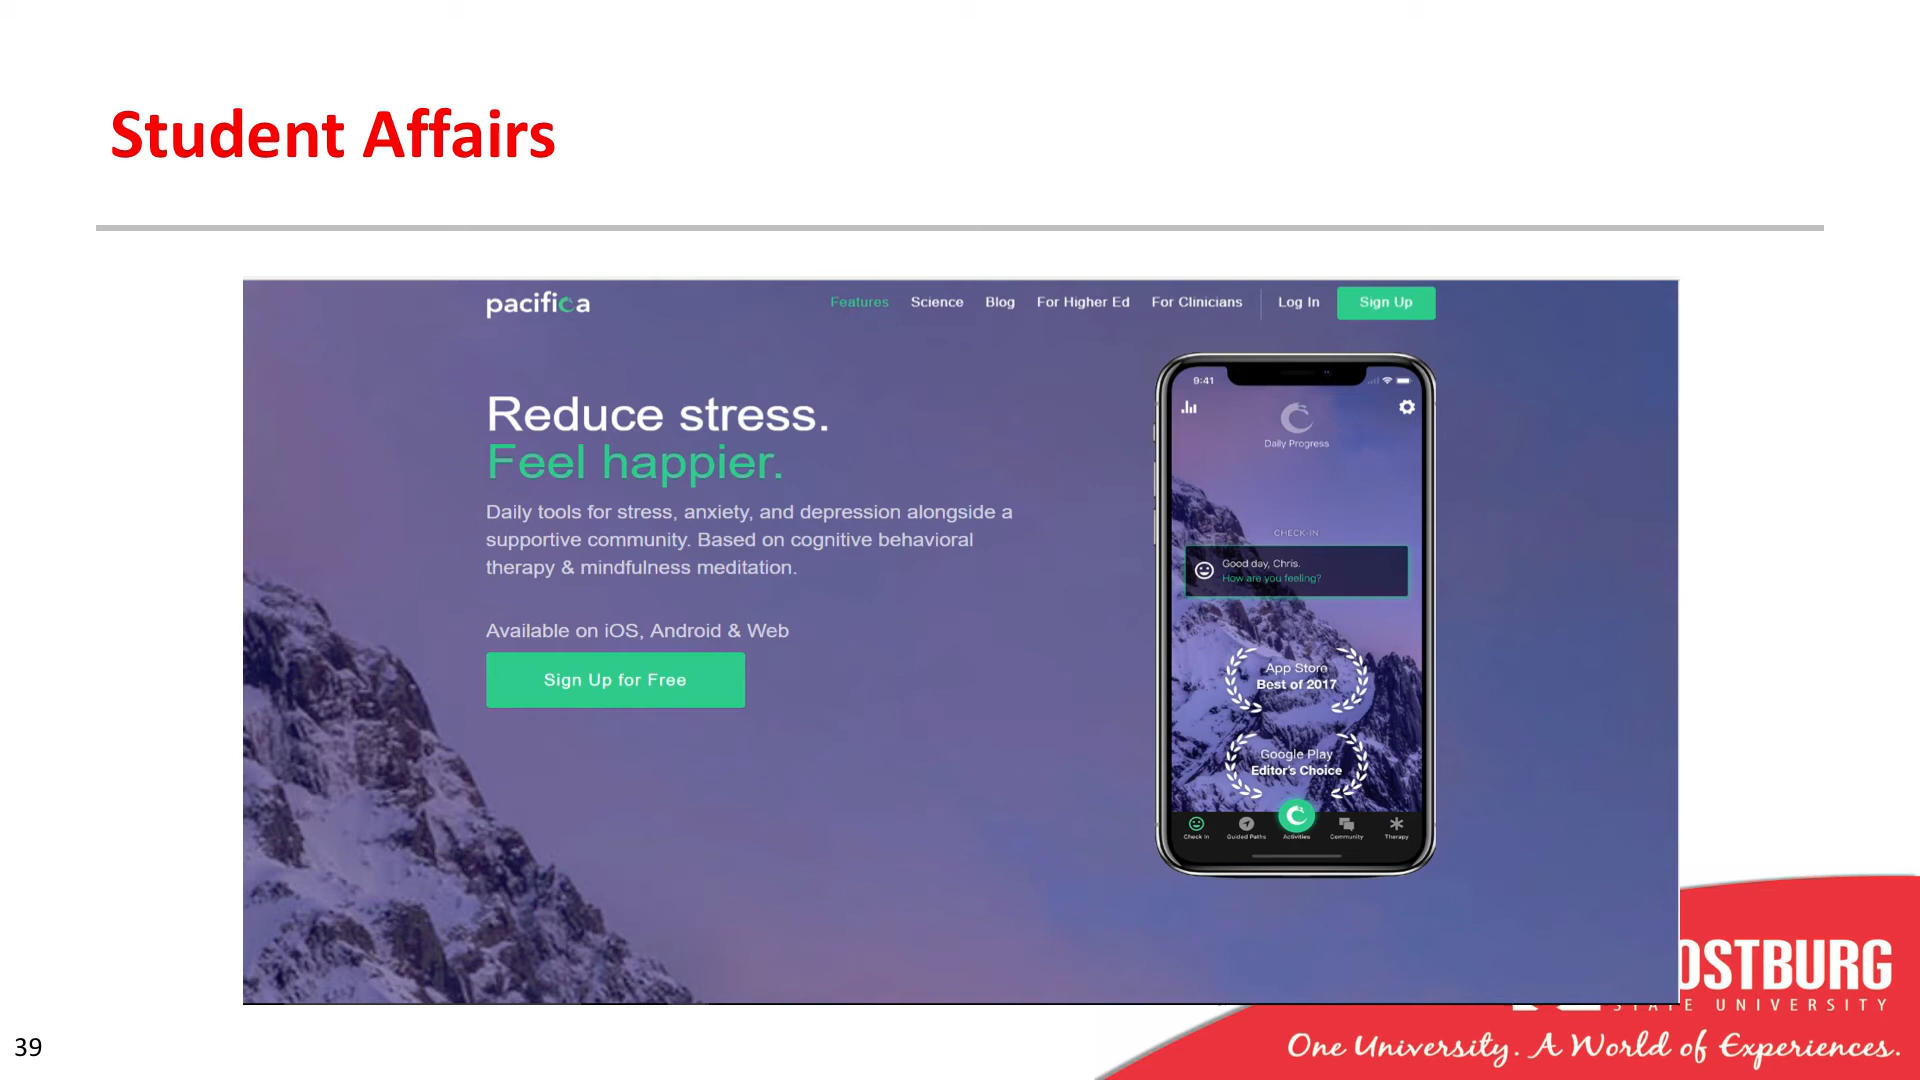 Student Affairs
pacifica
Features Science Blog For Higher Ed For Clinicians Log In Sign Up
Reduce stress.
Feel happier.
Daily tools for stress, anxiety, and depression alongside a
supportive community. Based on cognitive behavioral
therapy & mindfulness meditation.
Available on iOS, Android & Web
Sign Up for Free
9:41
Daily Progress
CHECK-IN
Good day, Chris.
How are you feeling?
App Store
Best of 2017
Google Play
Editor's Choice
Check In Guided Paths Activities Community Therapy
OSTBURG
STATE UNIVERSITY
One University. A World of Experiences.
39